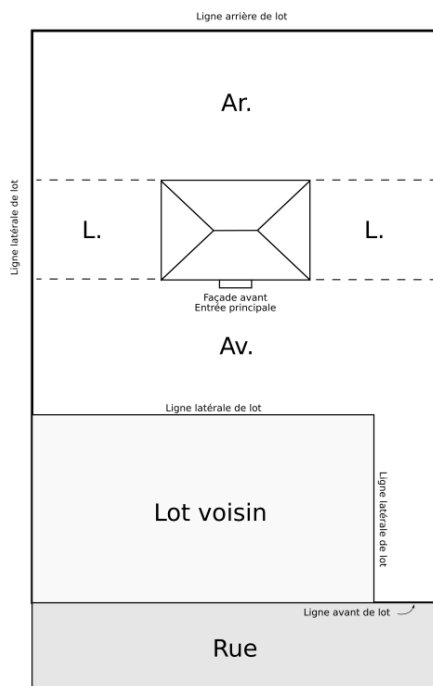 Ligne arrière de lot
Ar.
Ligne latérale de lot
L.
L.
Façade avant
Entrée principale
Av.
Ligne latérale de lot
Lot voisin
Ligne latérale
de lot
Ligne avant de lot
Rue